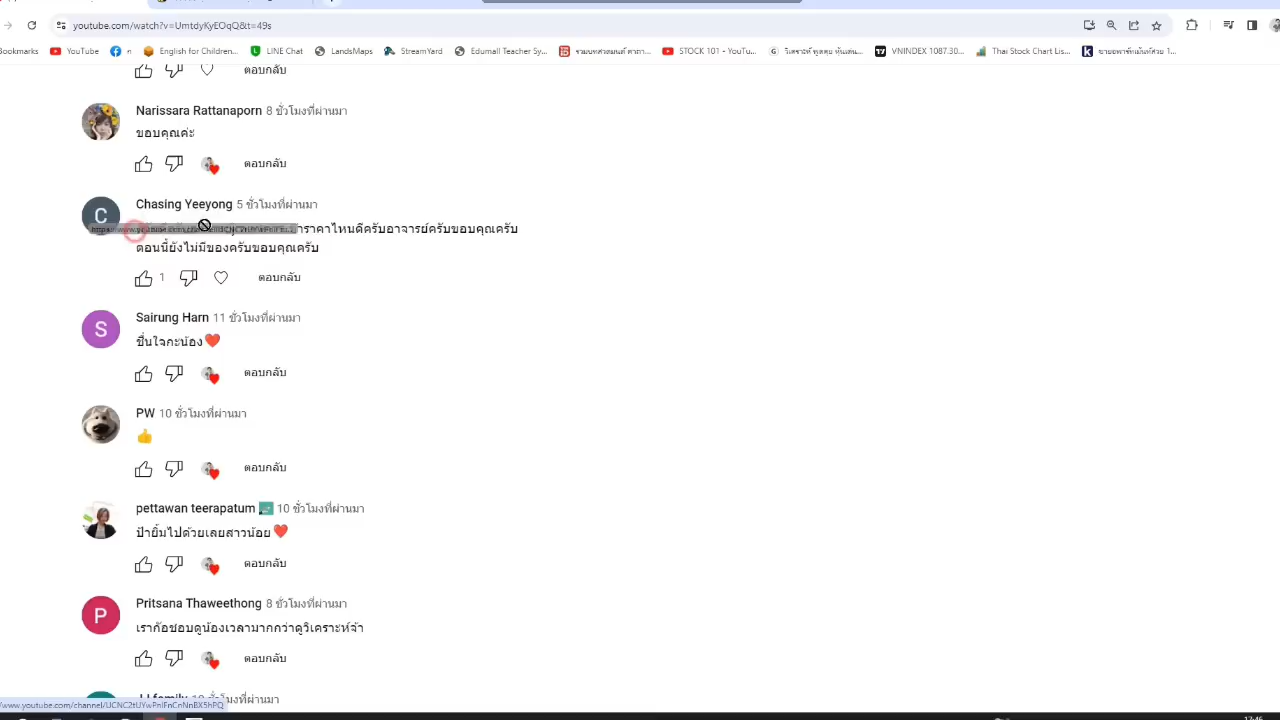 youtube.com/watch?v=UmtdyKyEOqQ&t=49s
Bookmarks YouTube English for Children... LINE Chat LandsMaps StreamYard Edumall Teacher Sy... STOCK 101 - YouTu... VNINDEX 1087.30... Thai Stock Chart Lis...
ตอบกลับ
Narissara Rattanaporn 8 ชั่วโมงที่ผ่านมา
ขอบคุณค่ะ
ตอบกลับ
Chasing Yeeyong 5 ชั่วโมงที่ผ่านมา
ราคาไหนดีครับอาจารย์ครับขอบคุณครับ
ตอนนี้ยังไม่มีของครับขอบคุณครับ
1 ตอบกลับ
Sairung Harn 11 ชั่วโมงที่ผ่านมา
ชื่นใจกะน้อง❤️
ตอบกลับ
PW 10 ชั่วโมงที่ผ่านมา
👍
ตอบกลับ
pettawan teerapatum 10 ชั่วโมงที่ผ่านมา
ป้ายิ้มไปด้วยเลยสาวน้อย❤️
ตอบกลับ
Pritsana Thaweethong 8 ชั่วโมงที่ผ่านมา
เรากัอชอบดูน้องเวลามากกว่าดูวิเคราะห์จ้า
ตอบกลับ
/www.youtube.com/channel/UCNC2tUYwPnIFnCnNnBX5hPQ
17:46